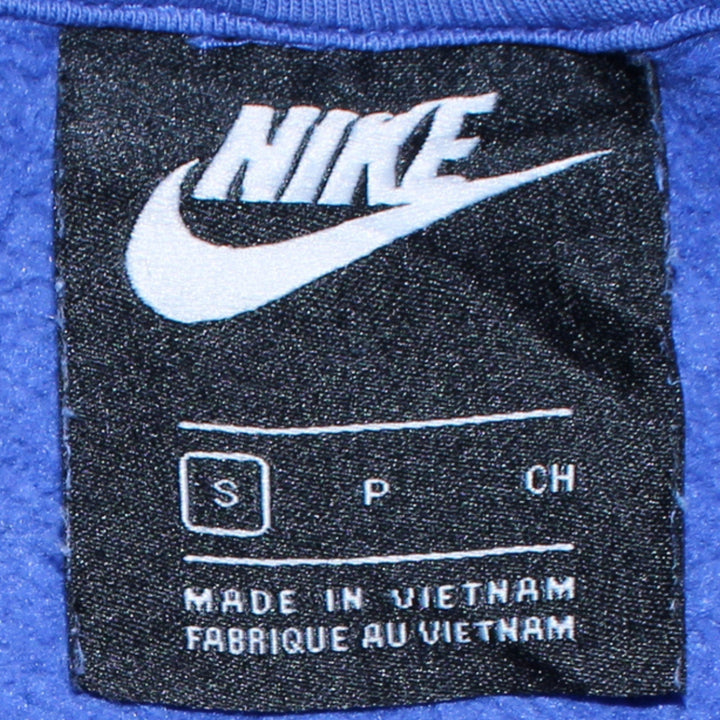 NIKE
S P CH
MADE IN VIETNAM
FABRIQUE AU VIETNAM